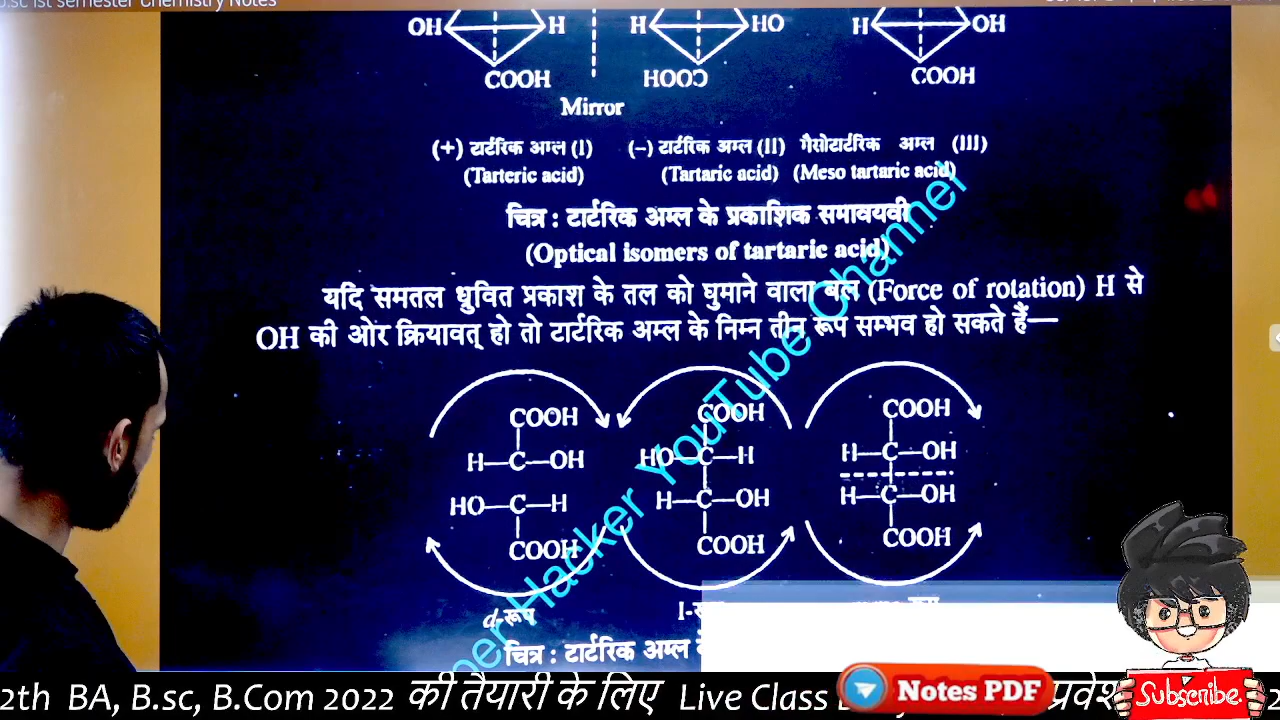 B.sc Ist semester Chemistry Notes
OH H H HO H OH
COOH COOH COOH
Mirror
(+) टार्टरिक अम्ल (I) (–) टार्टरिक अम्ल (II) मैसोटार्टरिक अम्ल (III)
(Tarteric acid) (Tartaric acid) (Meso tartaric acid)
चित्र : टार्टरिक अम्ल के प्रकाशिक समावयवी
(Optical isomers of tartaric acid)
यदि समतल ध्रुवित प्रकाश के तल को घुमाने वाला बल (Force of rotation) H से
OH की ओर क्रियावत् हो तो टार्टरिक अम्ल के निम्न तीन रूप सम्भव हो सकते हैं—
COOH COOH COOH
H—C—OH HO—C—H H—C—OH
HO—C—H H—C—OH H—C—OH
COOH COOH COOH
d-रूप
चित्र : टार्टरिक अम्ल
Hacker YouTube Channel
2th BA, B.sc, B.Com 2022 की तैयारी के लिए Live Class
Notes PDF
Subscribe